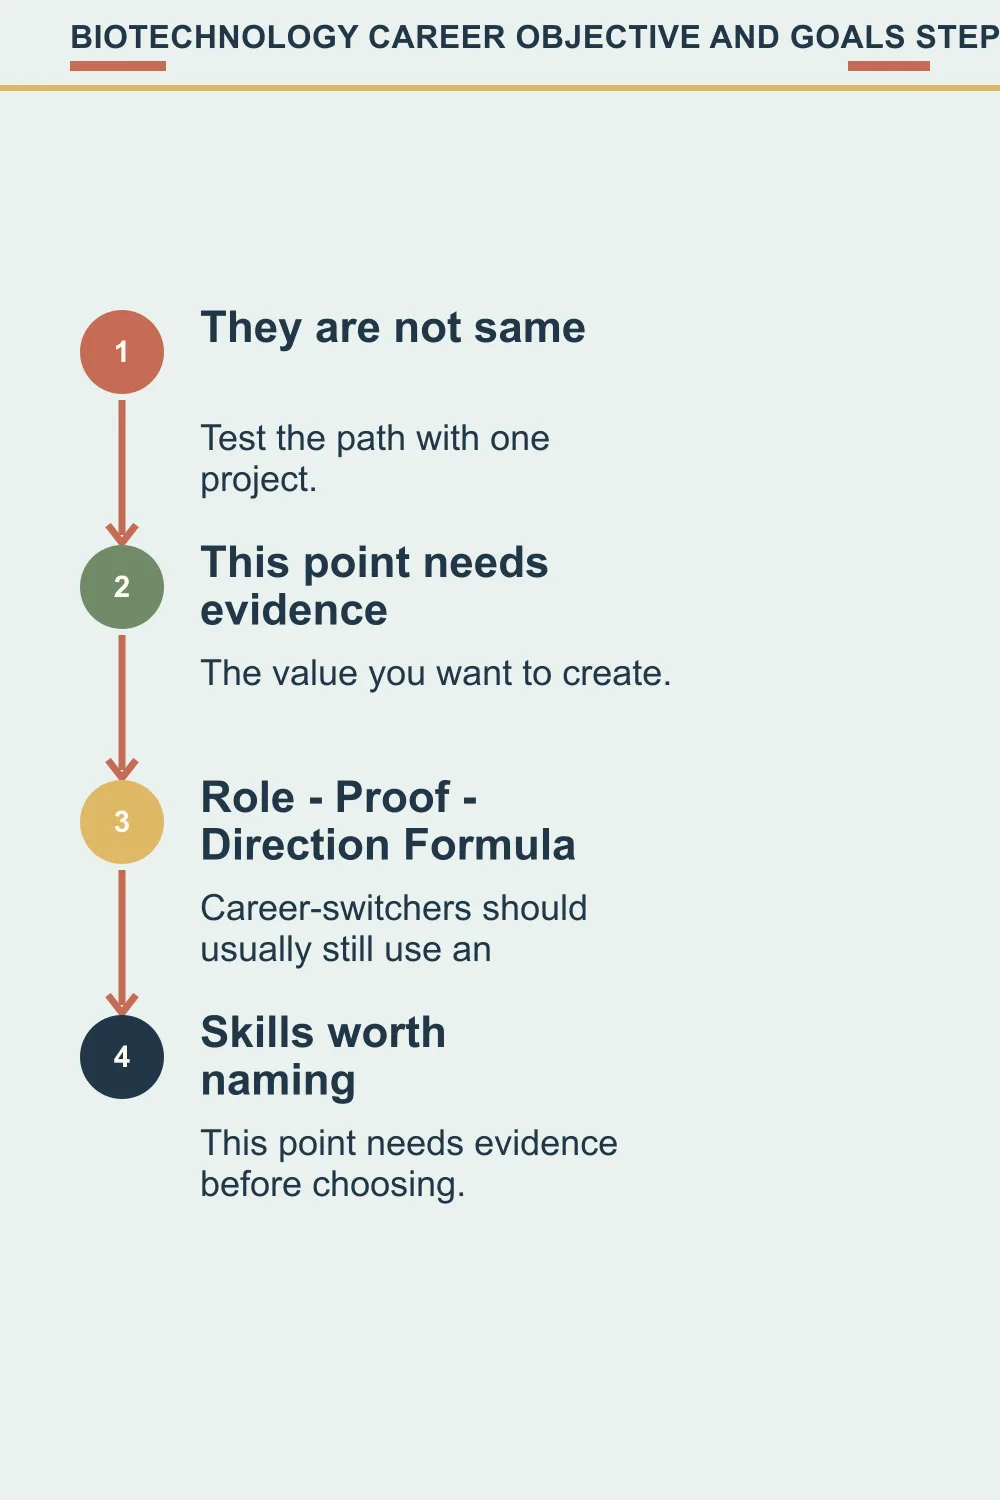 BIOTECHNOLOGY CAREER OBJECTIVE AND GOALS STEP
1
They are not same
Test the path with one
project.
2
This point needs
evidence
The value you want to create.
3
Role - Proof -
Direction Formula
Career-switchers should
usually still use an
4
Skills worth
naming
This point needs evidence
before choosing.